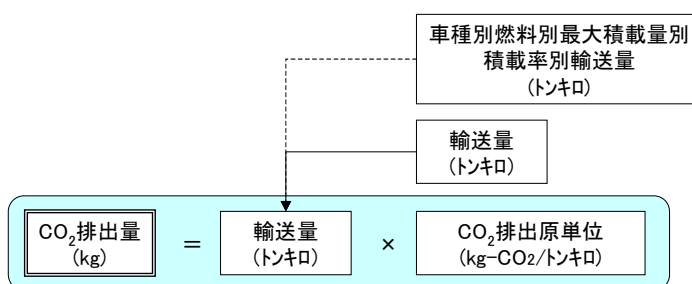 車種別燃料別最大積載量別
積載率別輸送量
(トンキロ)
輸送量
(トンキロ)
CO₂排出量
(kg)
=
輸送量
(トンキロ)
×
CO₂排出原単位
(kg-CO₂/トンキロ)